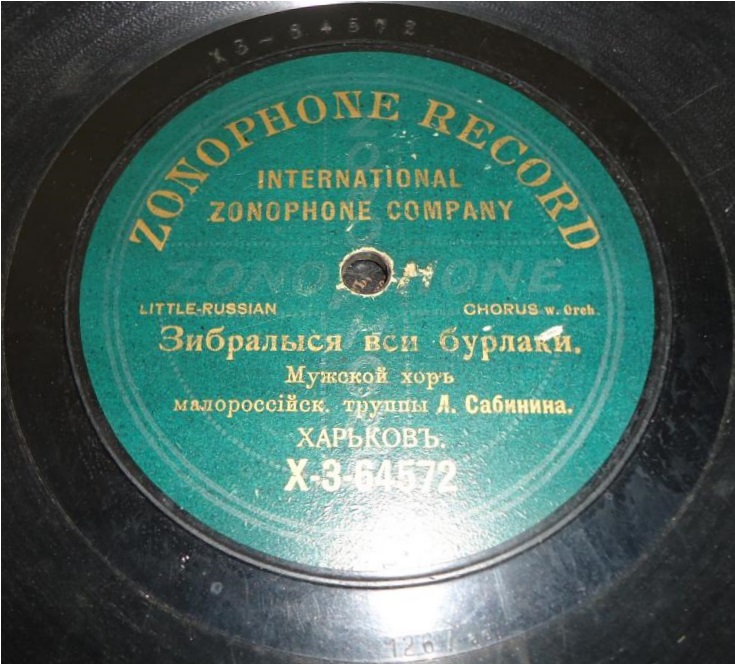 X3-64572
ZONOPHONE RECORD
INTERNATIONAL
ZONOPHONE COMPANY
ZONOPHONE
LITTLE-RUSSIAN CHORUS w. Orch.
Зибралыся вси бурлаки.
Мужской хоръ
малороссійск. труппы Л. Сабинина.
ХАРЬКОВЪ.
X-3-64572